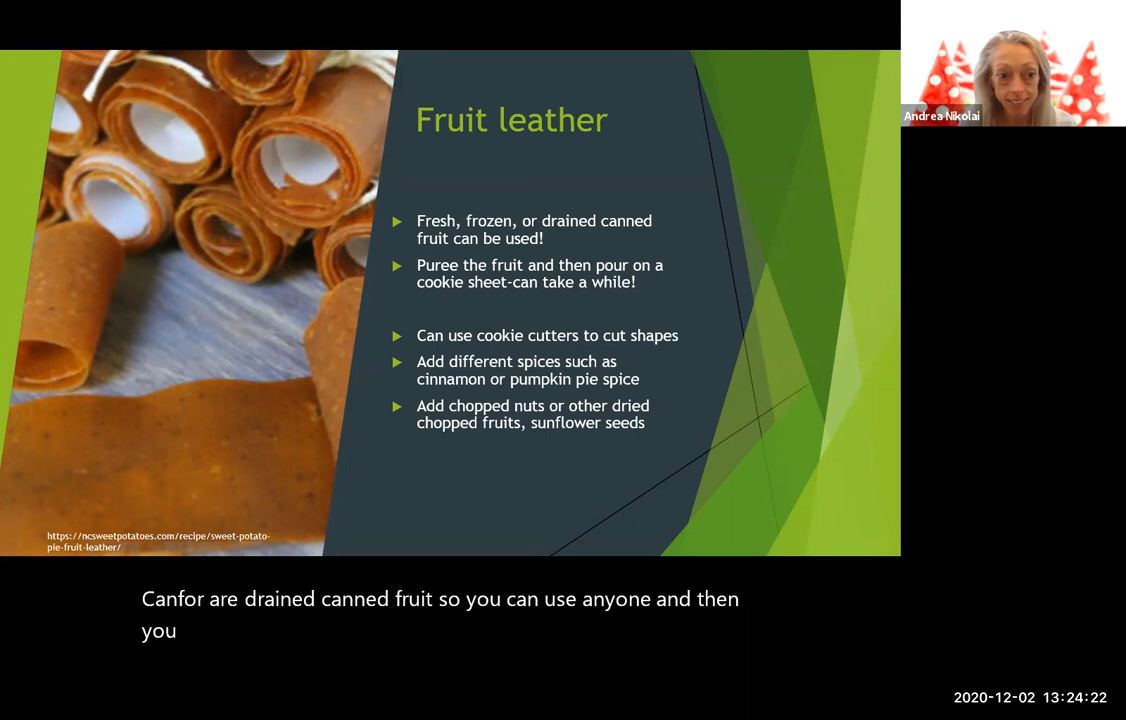 Andrea Nikolai
Fruit leather
Fresh, frozen, or drained canned
fruit can be used!
Puree the fruit and then pour on a
cookie sheet-can take a while!
Can use cookie cutters to cut shapes
Add different spices such as
cinnamon or pumpkin pie spice
Add chopped nuts or other dried
chopped fruits, sunflower seeds
https://ncsweetpotatoes.com/recipe/sweet-potato-
pie-fruit-leather/
Canfor are drained canned fruit so you can use anyone and then
you
2020-12-02 13:24:22